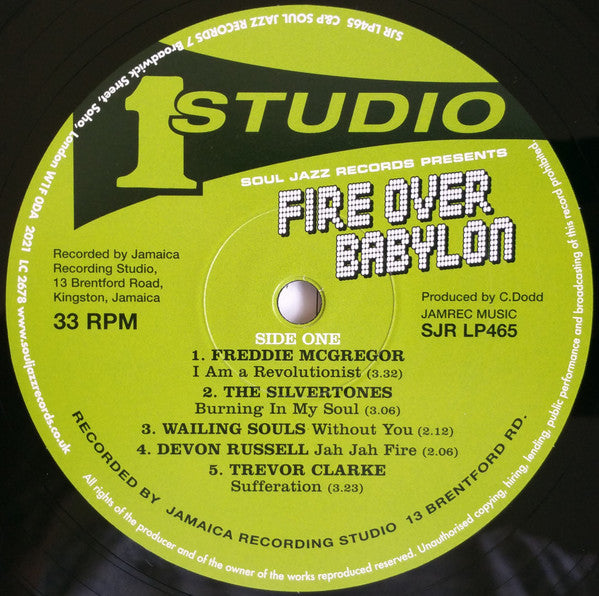 1 STUDIO
SOUL JAZZ RECORDS PRESENTS
FIRE OVER
BABYLON
Recorded by Jamaica
Recording Studio,
13 Brentford Road,
Kingston, Jamaica
33 RPM
Produced by C.Dodd
JAMREC MUSIC
SJR LP465
SIDE ONE
1. FREDDIE MCGREGOR
I Am a Revolutionist (3.32)
2. THE SILVERTONES
Burning In My Soul (3.06)
3. WAILING SOULS Without You (2.12)
4. DEVON RUSSELL Jah Jah Fire (2.06)
5. TREVOR CLARKE
Sufferation (3.23)
RECORDED BY JAMAICA RECORDING STUDIO 13 BRENTFORD RD.
All rights of the producer and of the owner of the works reproduced reserved. Unauthorised copying, hiring, lending, public performance and broadcasting of this record prohibited.
SJR LP465 C&P SOUL JAZZ RECORDS 7 Broadwick Street, Soho, London W1F 0DA 2021 LC 2678 www.souljazzrecords.co.uk